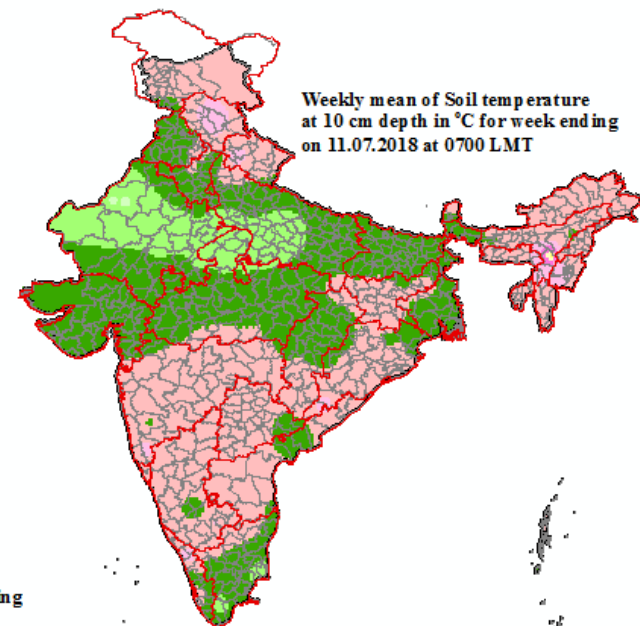 Weekly mean of Soil temperature
at 10 cm depth in °C for week ending
on 11.07.2018 at 0700 LMT
ng